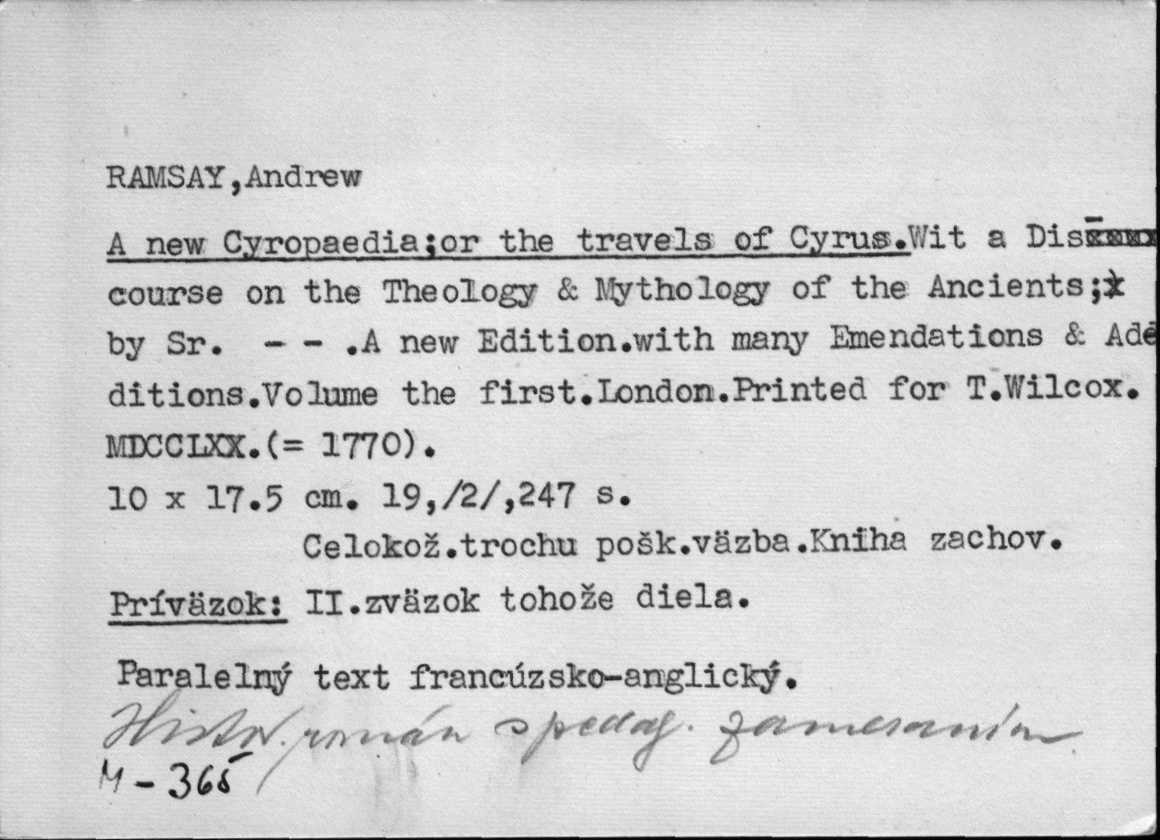 RAMSAY,Andrew
A new Cyropaedia;or the travels of Cyrus.Wit a Dis
course on the Theology & Mythology of the Ancients;
by Sr. - - .A new Edition.with many Emendations & Add
ditions.Volume the first.London.Printed for T.Wilcox.
MDCCLXX.(= 1770).
10 x 17.5 cm. 19,/2/,247 s.
Celokož.trochu pošk.väzba.Kniha zachov.
Príväzok: II.zväzok tohože diela.
Paralelný text francúzsko-anglický.
Histor. román s pedag. zameraním
M - 365